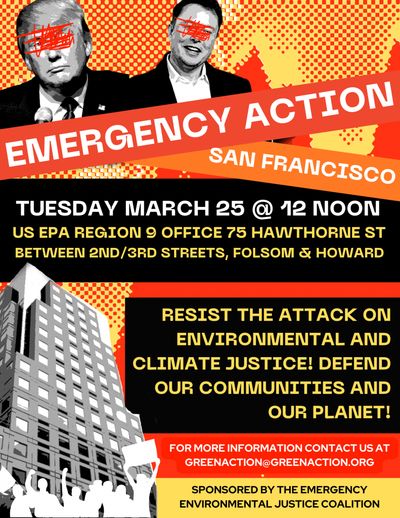 EMERGENCY ACTION
SAN FRANCISCO
TUESDAY MARCH 25 @ 12 NOON
US EPA REGION 9 OFFICE 75 HAWTHORNE ST
BETWEEN 2ND/3RD STREETS, FOLSOM & HOWARD
RESIST THE ATTACK ON
ENVIRONMENTAL AND
CLIMATE JUSTICE! DEFEND
OUR COMMUNITIES AND
OUR PLANET!
FOR MORE INFORMATION CONTACT US AT
GREENACTION@GREENACTION.ORG
SPONSORED BY THE EMERGENCY
ENVIRONMENTAL JUSTICE COALITION